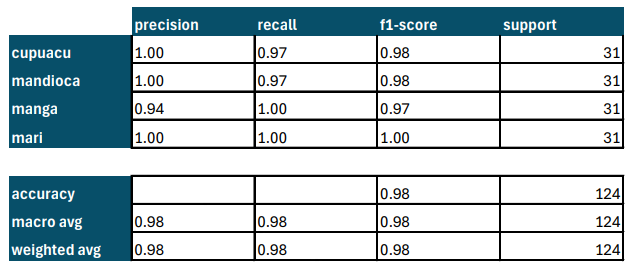 precision recall f1-score support
cupuacu 1.00 0.97 0.98 31
mandioca 1.00 0.97 0.98 31
manga 0.94 1.00 0.97 31
mari 1.00 1.00 1.00 31
accuracy 0.98 124
macro avg 0.98 0.98 0.98 124
weighted avg 0.98 0.98 0.98 124